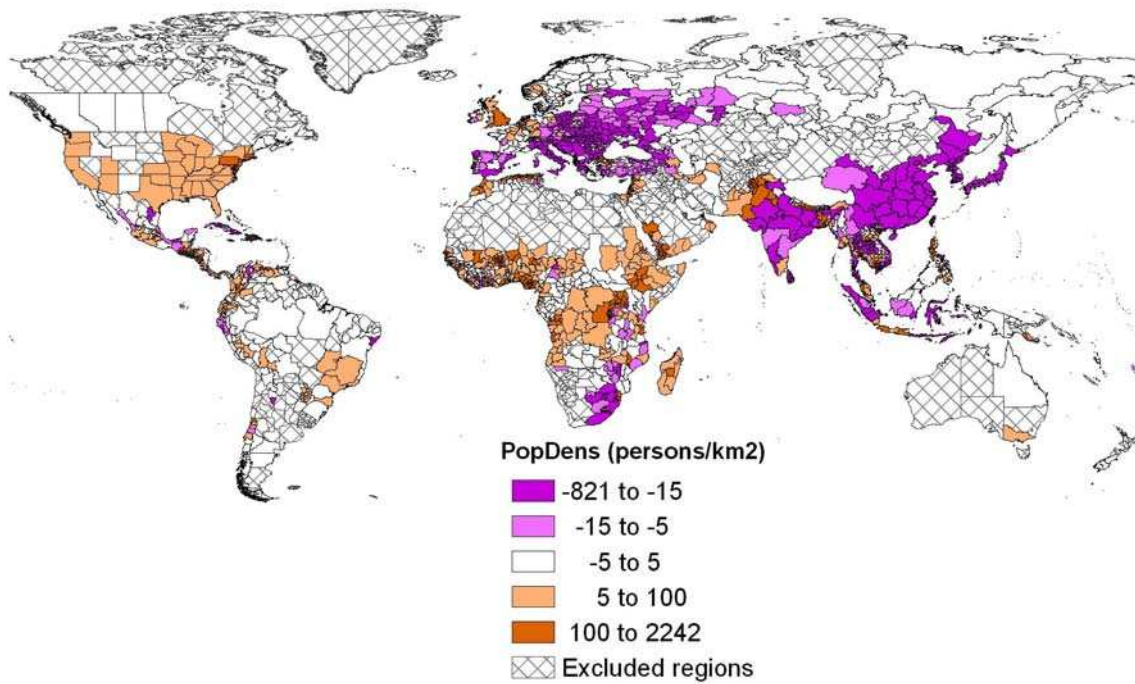 PopDens (persons/km2)
-821 to -15
-15 to -5
-5 to 5
5 to 100
100 to 2242
Excluded regions